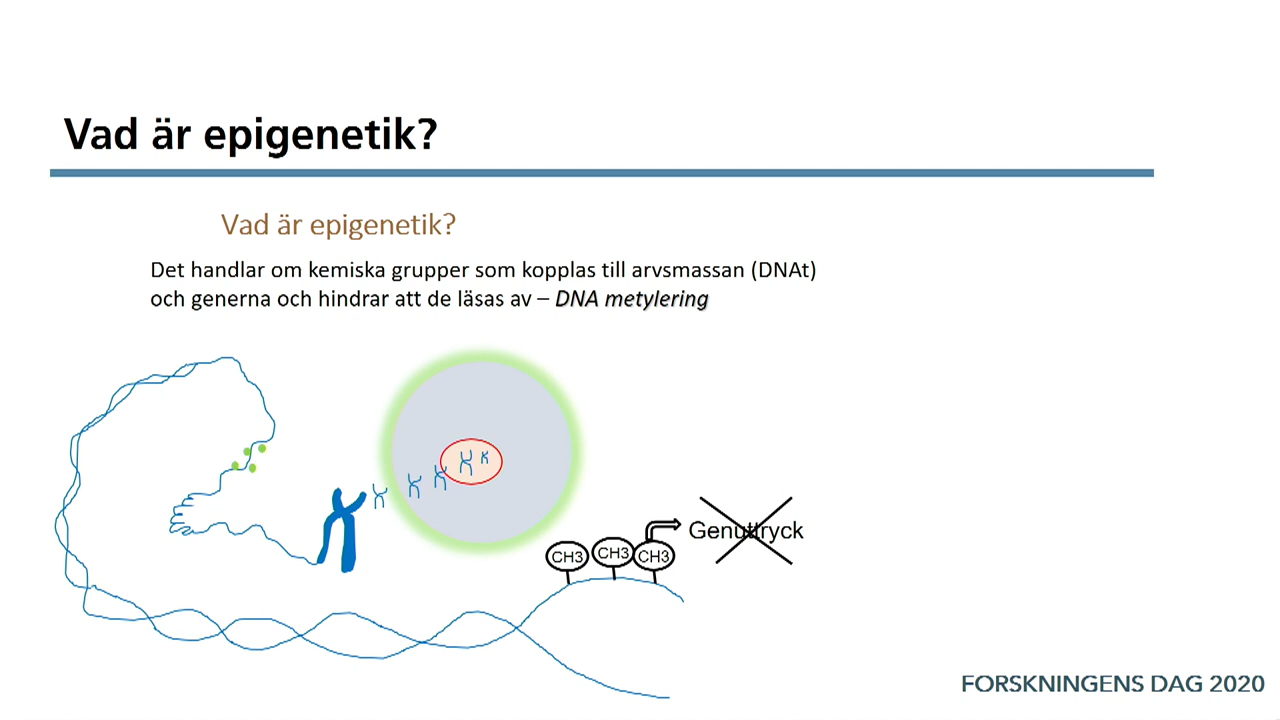 Vad är epigenetik?
Vad är epigenetik?
Det handlar om kemiska grupper som kopplas till arvsmassan (DNAt)
och generna och hindrar att de läsas av – DNA metylering
Genuttryck
CH3 CH3 CH3
FORSKNINGENS DAG 2020